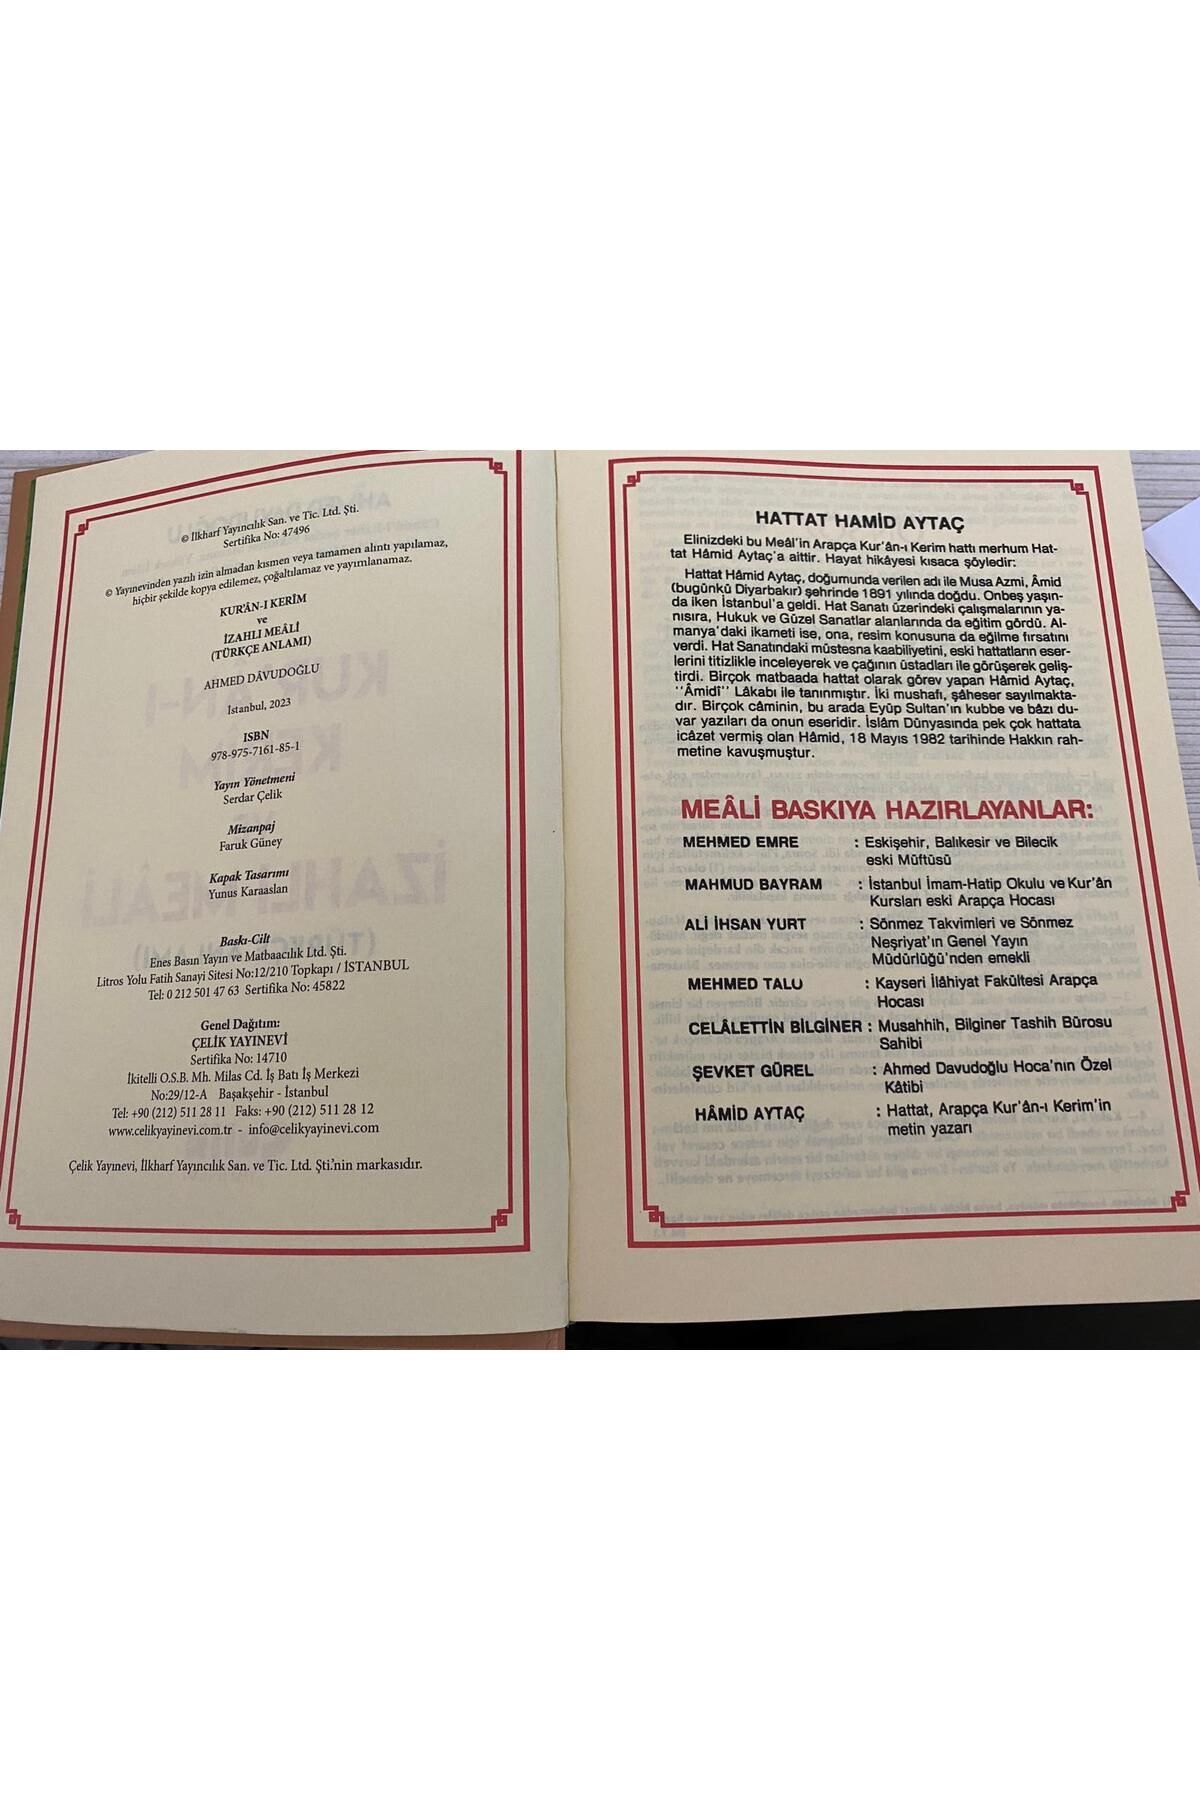 © İlkharf Yayıncılık San. ve Tic. Ltd. Şti.
Sertifika No: 47496
© Yayınevinden yazılı izin almadan kısmen veya tamamen alıntı yapılamaz,
hiçbir şekilde kopya edilemez, çoğaltılamaz ve yayımlanamaz.
KUR'ÂN-I KERİM
ve
İZAHLI MEÂLİ
(TÜRKÇE ANLAMI)
AHMED DÂVUDOĞLU
İstanbul, 2023
ISBN
978-975-7161-85-1
Yayın Yönetmeni
Serdar Çelik
Mizanpaj
Faruk Güney
Kapak Tasarımı
Yunus Karaaslan
Baskı-Cilt
Enes Basın Yayın ve Matbaacılık Ltd. Şti.
Litros Yolu Fatih Sanayi Sitesi No:12/210 Topkapı / İSTANBUL
Tel: 0 212 501 47 63 Sertifika No: 45822
Genel Dağıtım:
ÇELİK YAYINEVİ
Sertifika No: 14710
İkitelli O.S.B. Mh. Milas Cd. İş Batı İş Merkezi
No:29/12-A Başakşehir - İstanbul
Tel: +90 (212) 511 28 11 Faks: +90 (212) 511 28 12
www.celikyayinevi.com.tr - info@celikyayinevi.com
Çelik Yayınevi, İlkharf Yayıncılık San. ve Tic. Ltd. Şti.'nin markasıdır.
HATTAT HAMİD AYTAÇ
Elinizdeki bu Meâl'in Arapça Kur'ân-ı Kerim hattı merhum Hat-
tat Hâmid Aytaç'a aittir. Hayat hikâyesi kısaca şöyledir:
Hattat Hâmid Aytaç, doğumunda verilen adı ile Musa Azmi, Âmid
(bugünkü Diyarbakır) şehrinde 1891 yılında doğdu. Onbeş yaşın-
da iken İstanbul'a geldi. Hat Sanatı üzerindeki çalışmalarının ya-
nısıra, Hukuk ve Güzel Sanatlar alanlarında da eğitim gördü. Al-
manya'daki ikameti ise, ona, resim konusuna da eğilme fırsatını
verdi. Hat Sanatındaki müstesna kaabiliyetini, eski hattatların eser-
lerini titizlikle inceleyerek ve çağının üstadları ile görüşerek geliş-
tirdi. Birçok matbaada hattat olarak görev yapan Hâmid Aytaç,
''Âmidî'' Lâkabı ile tanınmıştır. İki mushafı, şâheser sayılmakta-
dır. Birçok câminin, bu arada Eyüp Sultan'ın kubbe ve bâzı du-
var yazıları da onun eseridir. İslâm Dünyasında pek çok hattata
icâzet vermiş olan Hâmid, 18 Mayıs 1982 tarihinde Hakkın rah-
metine kavuşmuştur.
MEÂLİ BASKIYA HAZIRLAYANLAR:
MEHMED EMRE : Eskişehir, Balıkesir ve Bilecik
eski Müftüsü
MAHMUD BAYRAM : İstanbul İmam-Hatip Okulu ve Kur'ân
Kursları eski Arapça Hocası
ALİ İHSAN YURT : Sönmez Takvimleri ve Sönmez
Neşriyat'ın Genel Yayın
Müdürlüğü'nden emekli
MEHMED TALU : Kayseri İlâhiyat Fakültesi Arapça
Hocası
CELÂLETTİN BİLGİNER : Musahhih, Bilginer Tashih Bürosu
Sahibi
ŞEVKET GÜREL : Ahmed Davudoğlu Hoca'nın Özel
Kâtibi
HÂMİD AYTAÇ : Hattat, Arapça Kur'ân-ı Kerim'in
metin yazarı